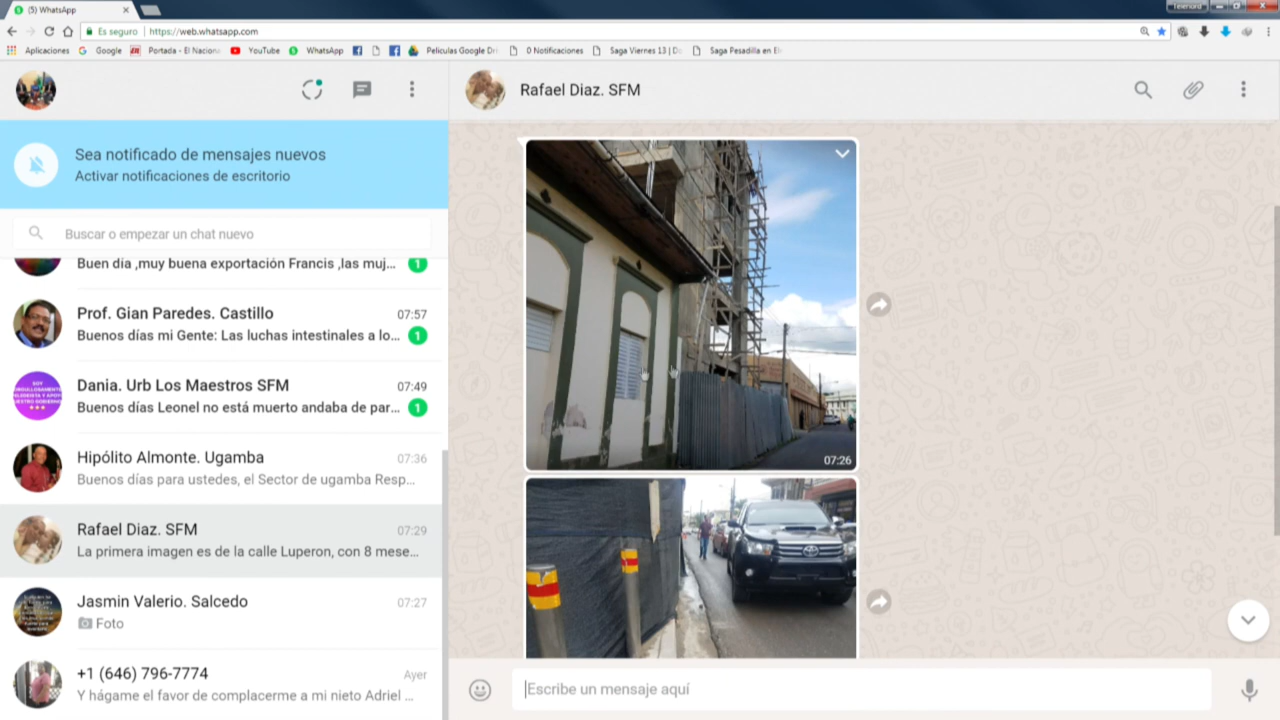 (5) WhatsApp
Telenord
Es seguro | https://web.whatsapp.com
Aplicaciones Google Portada - El Naciona YouTube WhatsApp Peliculas Google Dri 0 Notificaciones Saga Viernes 13 | Saga Pesadilla en El
Rafael Diaz. SFM
Sea notificado de mensajes nuevos
Activar notificaciones de escritorio
Buscar o empezar un chat nuevo
Buen día ,muy buena exportación Francis ,las muj... 1
Prof. Gian Paredes. Castillo 07:57
Buenos días mi Gente: Las luchas intestinales a lo... 1
Dania. Urb Los Maestros SFM 07:49
Buenos días Leonel no está muerto andaba de par... 1
Hipólito Almonte. Ugamba 07:36
Buenos días para ustedes, el Sector de ugamba Resp...
Rafael Diaz. SFM 07:29
La primera imagen es de la calle Luperon, con 8 mese...
Jasmin Valerio. Salcedo 07:27
Foto
+1 (646) 796-7774 Ayer
Y hágame el favor de complacerme a mi nieto Adriel ...
07:26
TOYOTA
Escribe un mensaje aquí